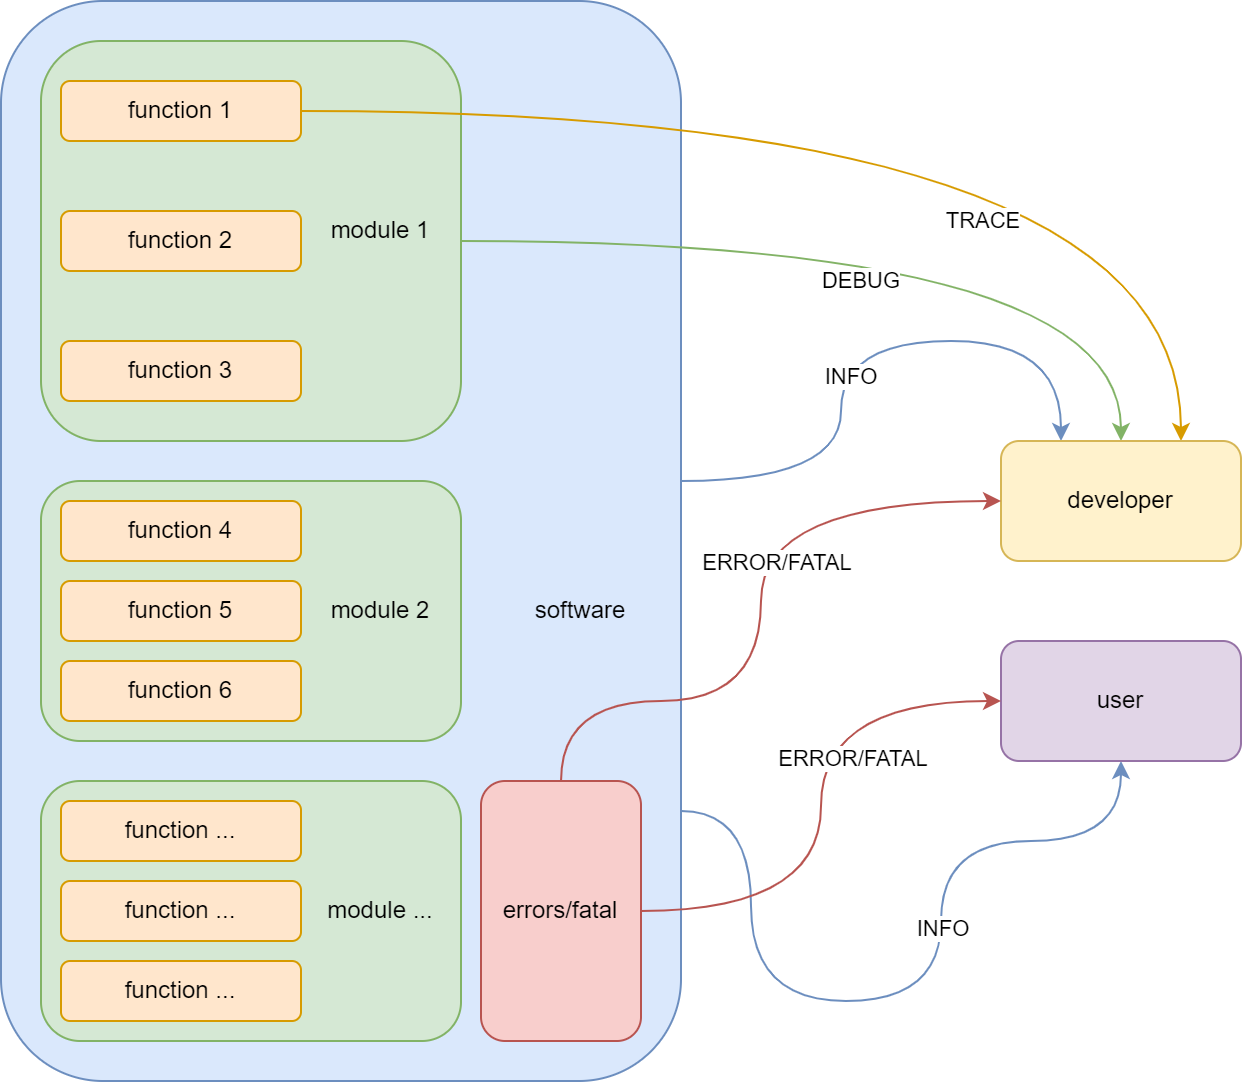 function 1
function 2
module 1
function 3
TRACE
DEBUG
INFO
developer
function 4
function 5
module 2
function 6
software
ERROR/FATAL
user
ERROR/FATAL
function ...
function ...
module ...
function ...
errors/fatal
INFO